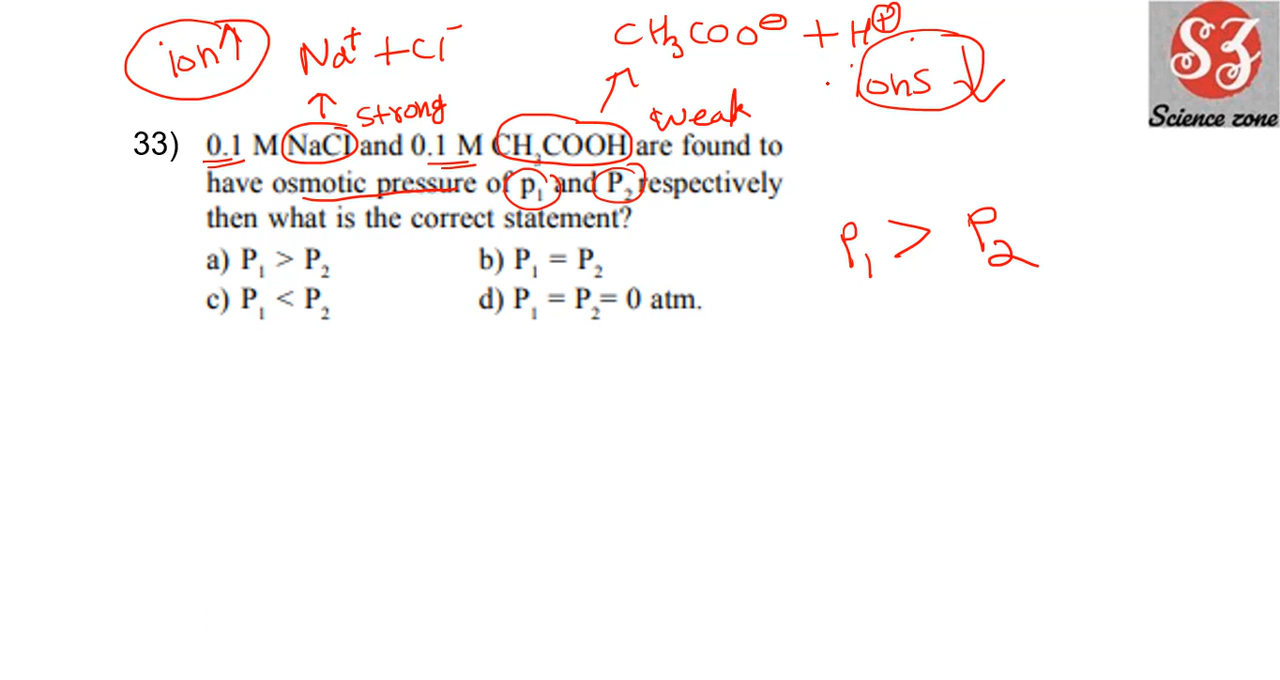 ion↑ Na⁺ + Cl⁻ CH₃COO⊖ + H⊕
ions ↓
↑ strong ↑ weak
SZ
Science zone
33) 0.1 M NaCl and 0.1 M CH₃COOH are found to
have osmotic pressure of p₁ and P₂ respectively
then what is the correct statement?
P₁ > P₂
a) P₁ > P₂ b) P₁ = P₂
c) P₁ < P₂ d) P₁ = P₂= 0 atm.